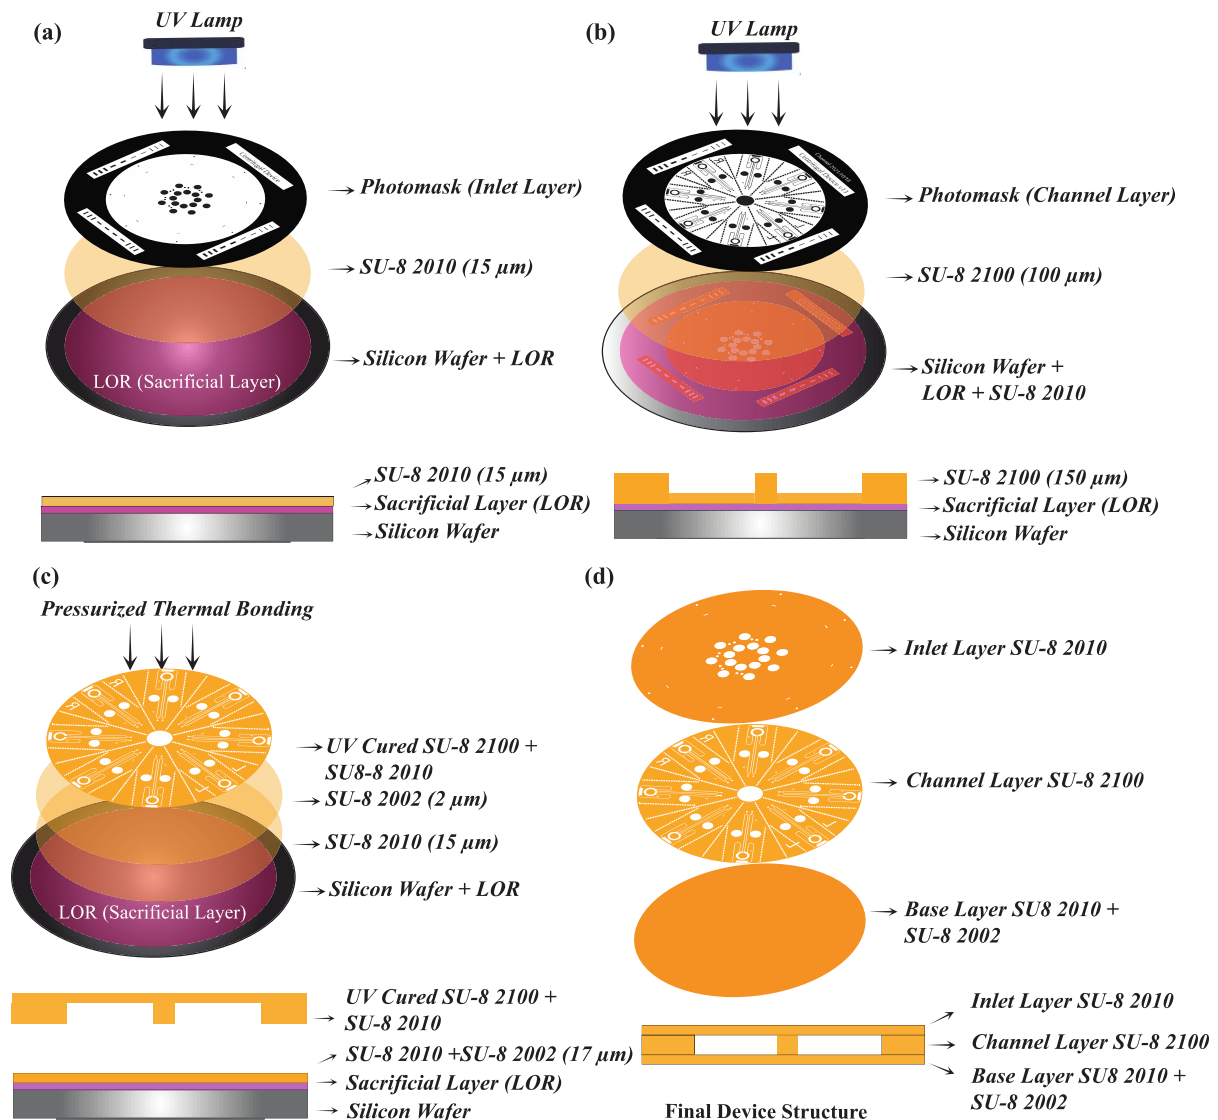 (a)
UV Lamp
Centrifugal Device
Photomask (Inlet Layer)
SU-8 2010 (15 µm)
Silicon Wafer + LOR
LOR (Sacrificial Layer)
SU-8 2010 (15 µm)
Sacrificial Layer (LOR)
Silicon Wafer
(b)
UV Lamp
Photomask (Channel Layer)
SU-8 2100 (100 µm)
Silicon Wafer +
LOR + SU-8 2010
SU-8 2100 (150 µm)
Sacrificial Layer (LOR)
Silicon Wafer
(c)
Pressurized Thermal Bonding
UV Cured SU-8 2100 +
SU8-8 2010
SU-8 2002 (2 µm)
SU-8 2010 (15 µm)
Silicon Wafer + LOR
LOR (Sacrificial Layer)
UV Cured SU-8 2100 +
SU-8 2010
SU-8 2010 +SU-8 2002 (17 µm)
Sacrificial Layer (LOR)
Silicon Wafer
(d)
Inlet Layer SU-8 2010
Channel Layer SU-8 2100
Base Layer SU8 2010 +
SU-8 2002
Inlet Layer SU-8 2010
Channel Layer SU-8 2100
Base Layer SU8 2010 +
SU-8 2002
Final Device Structure